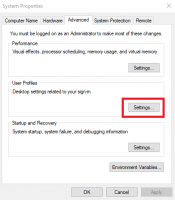 System Properties
Computer Name Hardware Advanced System Protection Remote
You must be logged on as an Administrator to make most of these changes
Performance
Visual effects, processor scheduling, memory usage, and virtual memory
Settings...
User Profiles
Desktop settings related to your sign-in
Settings...
Startup and Recovery
System startup, system failure, and debugging information
Settings...
Environment Variables...
OK Cancel Apply